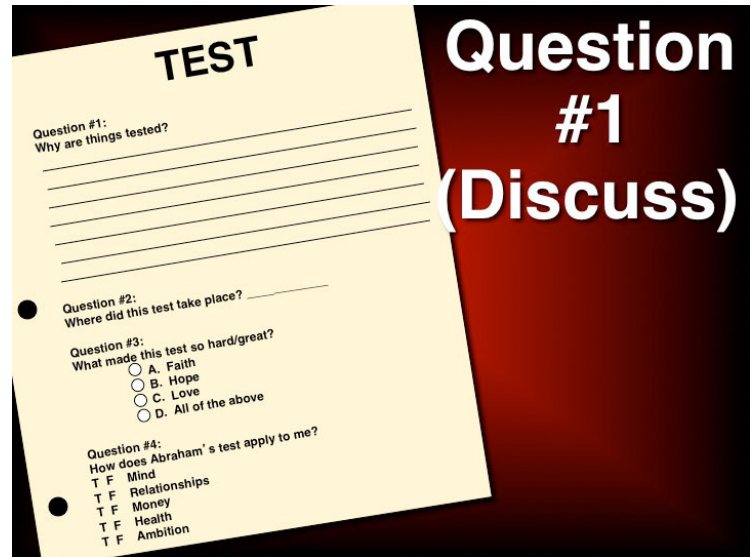 TEST
Question #1:
Why are things tested?
Question #2:
Where did this test take place? ____________
Question #3:
What made this test so hard/great?
A. Faith
B. Hope
C. Love
D. All of the above
Question #4:
How does Abraham's test apply to me?
T F Mind
T F Relationships
T F Money
T F Health
T F Ambition
Question
#1
(Discuss)